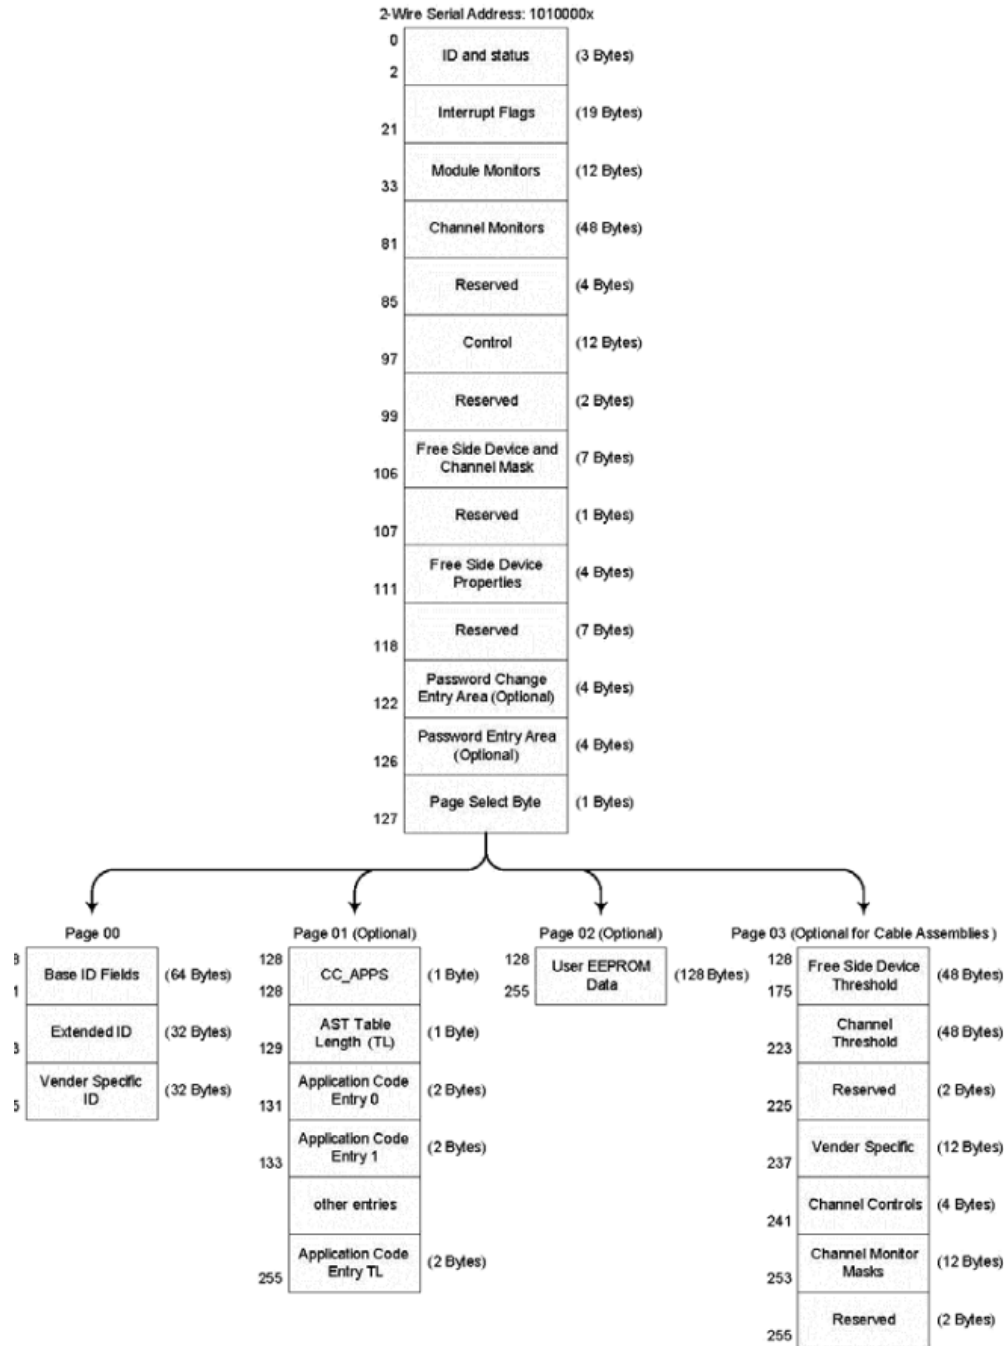 2-Wire Serial Address: 1010000x
0
ID and status (3 Bytes)
2
Interrupt Flags (19 Bytes)
21
Module Monitors (12 Bytes)
33
Channel Monitors (48 Bytes)
81
Reserved (4 Bytes)
85
Control (12 Bytes)
97
Reserved (2 Bytes)
99
Free Side Device and
Channel Mask (7 Bytes)
106
Reserved (1 Bytes)
107
Free Side Device
Properties (4 Bytes)
111
Reserved (7 Bytes)
118
Password Change
Entry Area (Optional) (4 Bytes)
122
Password Entry Area
(Optional) (4 Bytes)
126
Page Select Byte (1 Bytes)
127
Page 00
8
Base ID Fields (64 Bytes)
1
Extended ID (32 Bytes)
3
Vender Specific
ID (32 Bytes)
5
Page 01 (Optional)
128
CC_APPS (1 Byte)
128
AST Table
Length (TL) (1 Byte)
129
Application Code
Entry 0 (2 Bytes)
131
Application Code
Entry 1 (2 Bytes)
133
other entries
Application Code
Entry TL (2 Bytes)
255
Page 02 (Optional)
128
User EEPROM
Data (128 Bytes)
255
Page 03 (Optional for Cable Assemblies )
128
Free Side Device
Threshold (48 Bytes)
175
Channel
Threshold (48 Bytes)
223
Reserved (2 Bytes)
225
Vender Specific (12 Bytes)
237
Channel Controls (4 Bytes)
241
Channel Monitor
Masks (12 Bytes)
253
Reserved (2 Bytes)
255